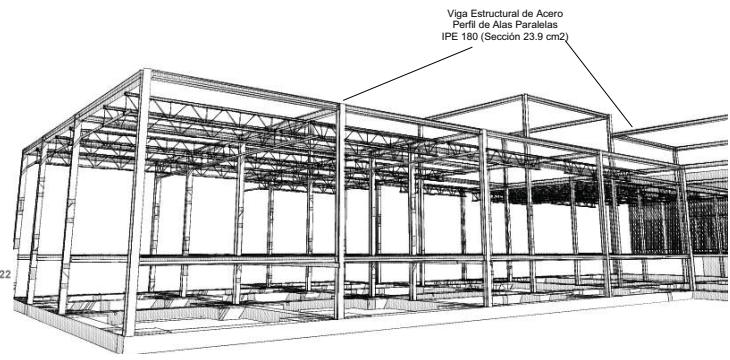 Viga Estructural de Acero
Perfil de Alas Paralelas
IPE 180 (Sección 23.9 cm2)
22